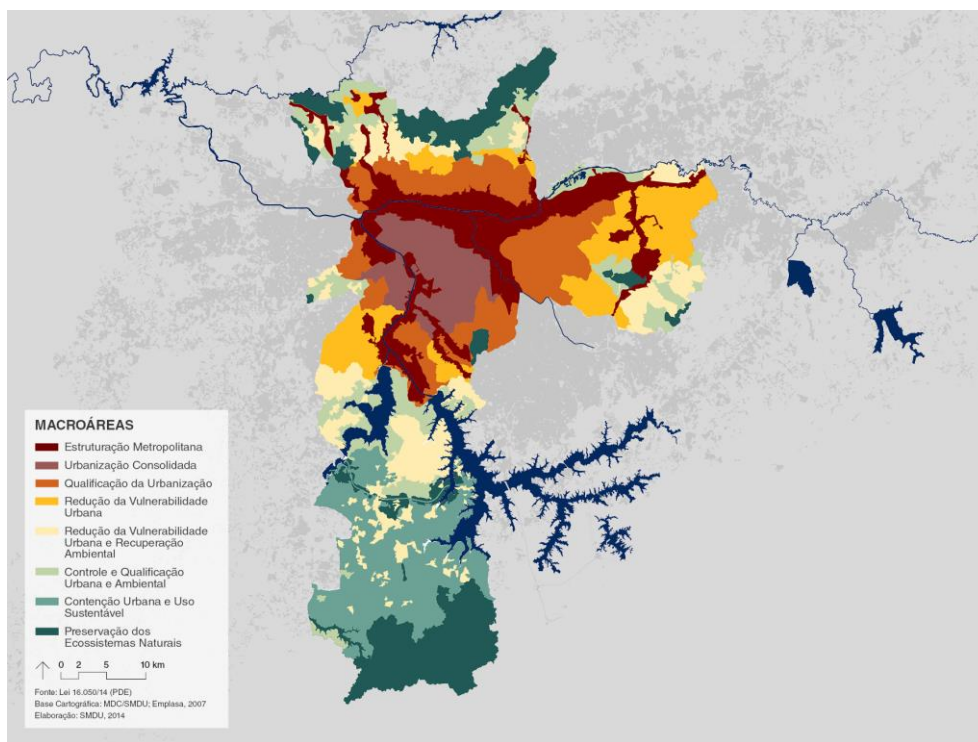 MACROÁREAS
Estruturação Metropolitana
Urbanização Consolidada
Qualificação da Urbanização
Redução da Vulnerabilidade
Urbana
Redução da Vulnerabilidade
Urbana e Recuperação
Ambiental
Controle e Qualificação
Urbana e Ambiental
Contenção Urbana e Uso
Sustentável
Preservação dos
Ecossistemas Naturais
0 2 5 10 km
Fonte: Lei 16.050/14 (PDE)
Base Cartográfica: MDC/SMDU; Emplasa, 2007
Elaboração: SMDU, 2014